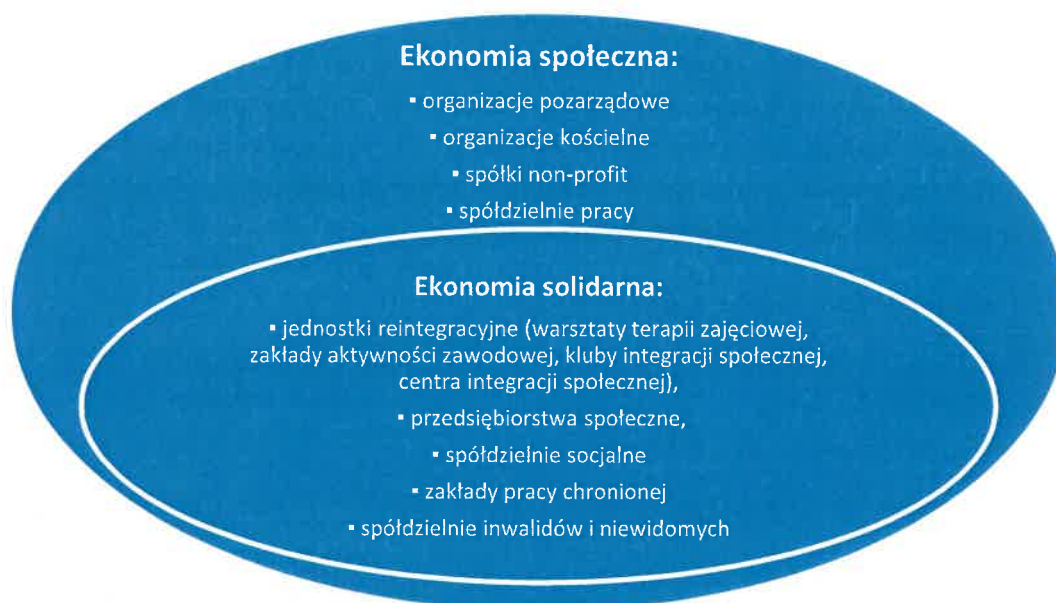 Ekonomia społeczna:
▪ organizacje pozarządowe
▪ organizacje kościelne
▪ spółki non-profit
▪ spółdzielnie pracy
Ekonomia solidarna:
▪ jednostki reintegracyjne (warsztaty terapii zajęciowej,
zakłady aktywności zawodowej, kluby integracji społecznej,
centra integracji społecznej),
▪ przedsiębiorstwa społeczne,
▪ spółdzielnie socjalne
▪ zakłady pracy chronionej
▪ spółdzielnie inwalidów i niewidomych